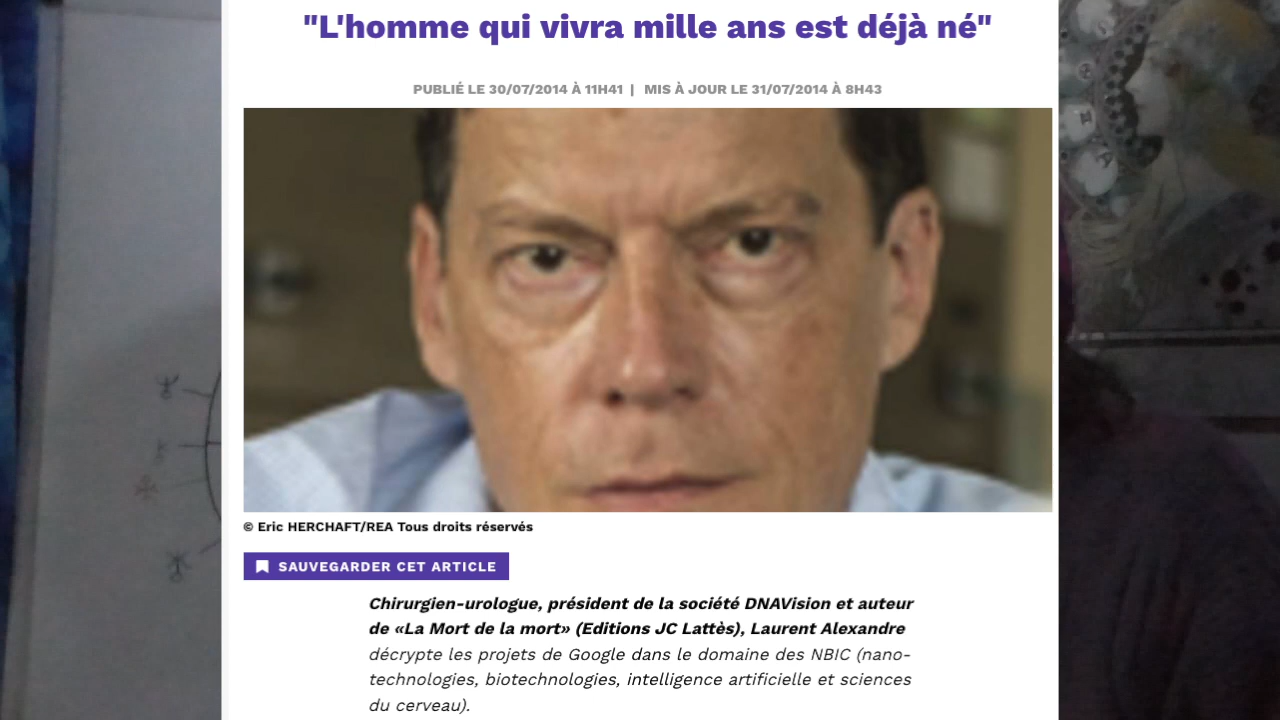 "L'homme qui vivra mille ans est déjà né"
PUBLIÉ LE 30/07/2014 À 11H41 | MIS À JOUR LE 31/07/2014 À 8H43
© Eric HERCHAFT/REA Tous droits réservés
SAUVEGARDER CET ARTICLE
Chirurgien-urologue, président de la société DNAVision et auteur
de «La Mort de la mort» (Editions JC Lattès), Laurent Alexandre
décrypte les projets de Google dans le domaine des NBIC (nano-
technologies, biotechnologies, intelligence artificielle et sciences
du cerveau).